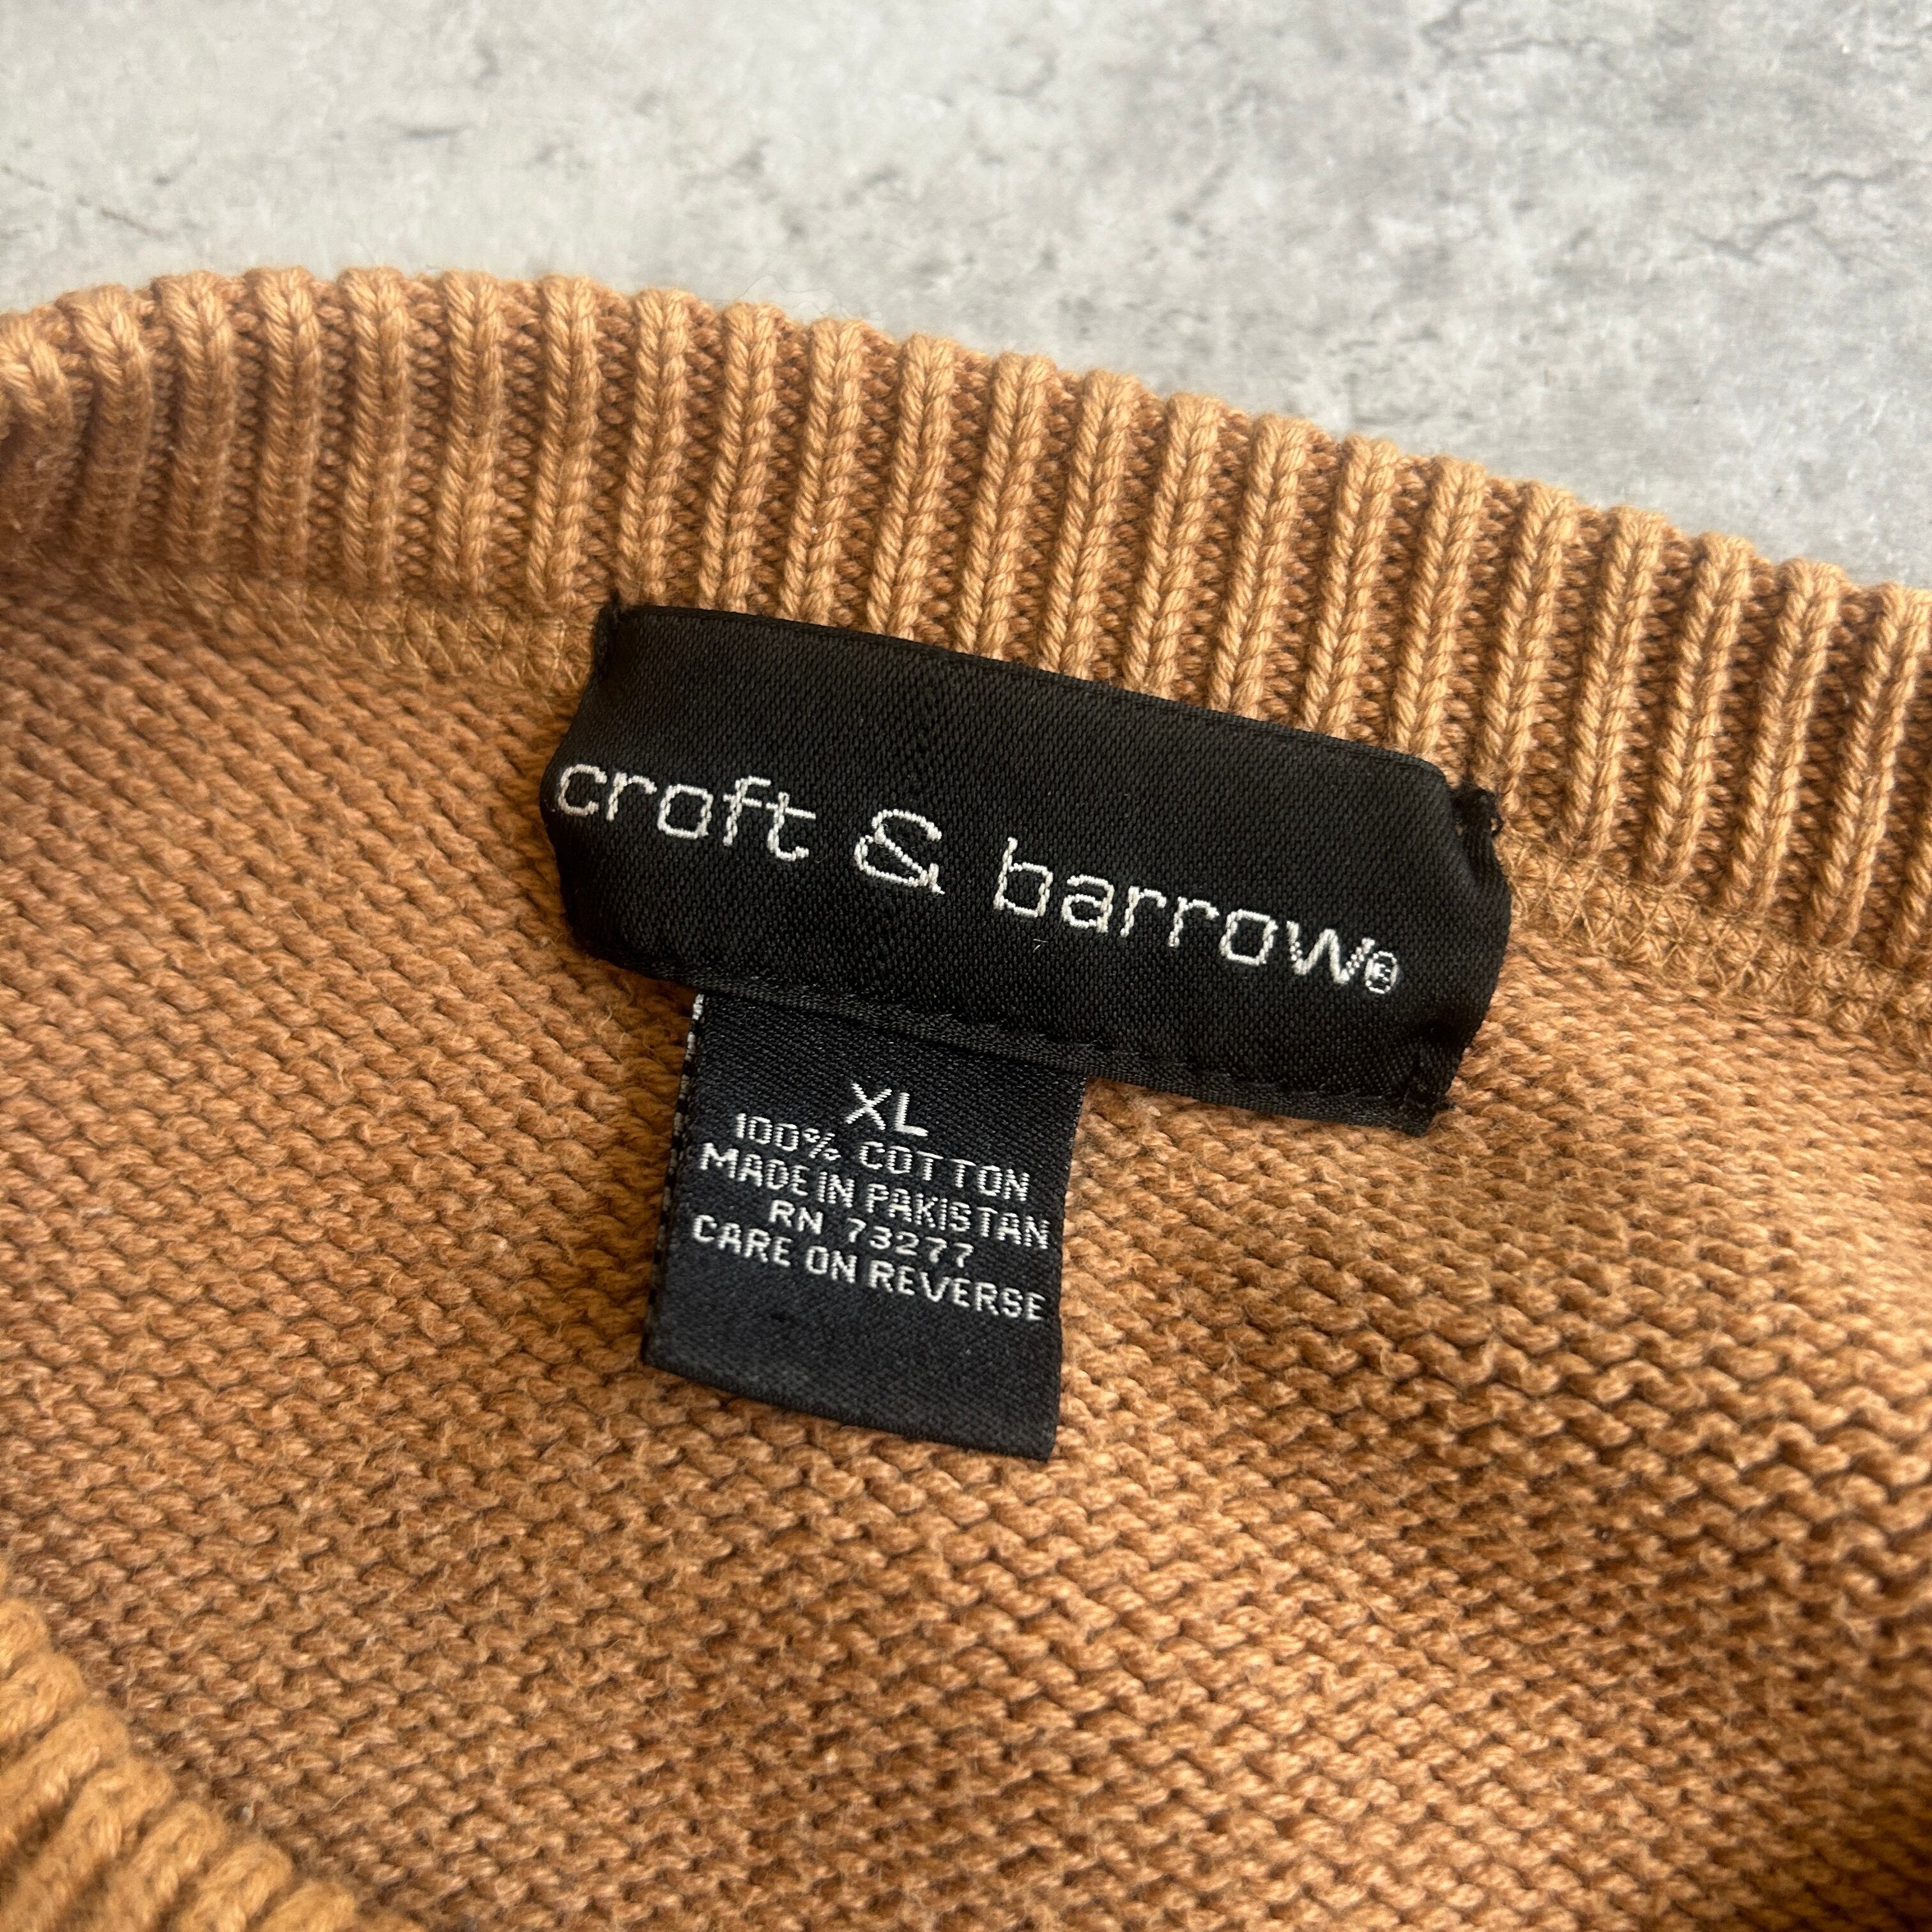 croft & barrow®
XL
100% COTTON
MADE IN PAKISTAN
RN 73277
CARE ON REVERSE